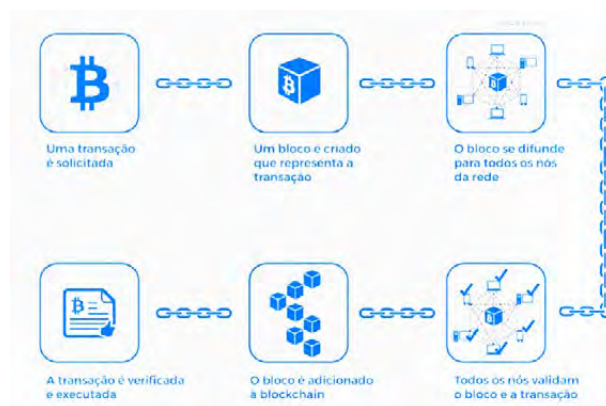 Uma transação
é solicitada
Um bloco é criado
que representa a
transação
O bloco se difunde
para todos os nós
da rede
A transação é verificada
e executada
O bloco é adicionado
à blockchain
Todos os nós validam
o bloco e a transação